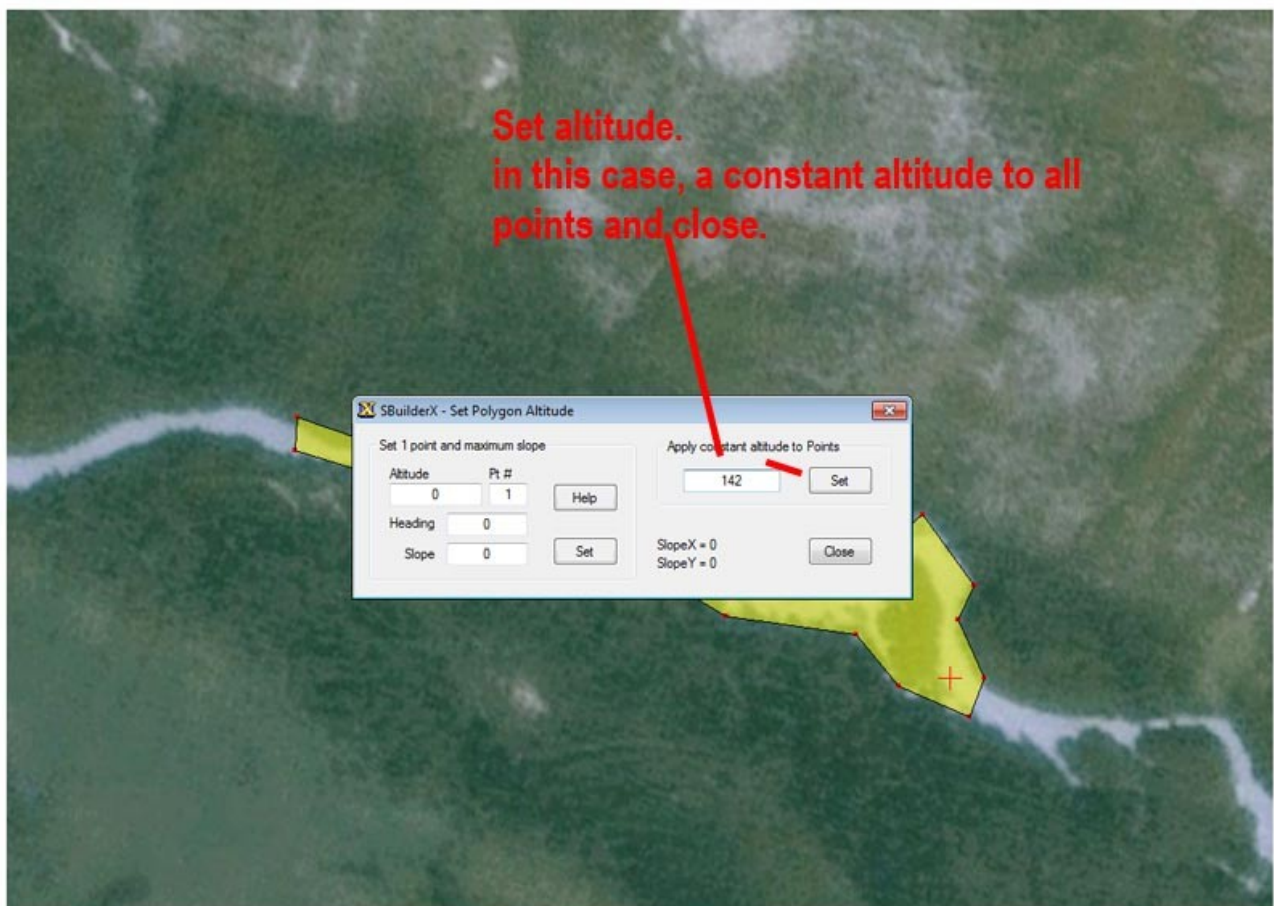 Set altitude.
in this case, a constant altitude to all
points and close.
SBuilderX - Set Polygon Altitude
Set 1 point and maximum slope
Altitude Pt #
0 1
Help
Heading 0
Slope 0
Set
Apply constant altitude to Points
142
Set
SlopeX = 0
SlopeY = 0
Close